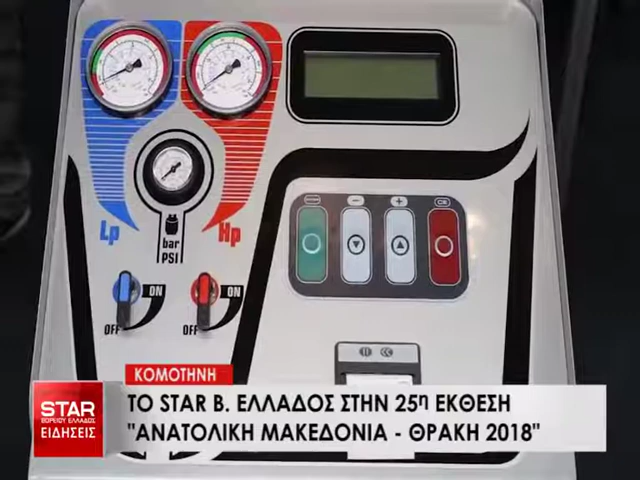 Lp
Hp
bar
PSI
ON
OFF
ON
OFF
ΚΟΜΟΤΗΝΗ
STAR
ΒΟΡΕΙΟΥ ΕΛΛΑΔΟΣ
ΕΙΔΗΣΕΙΣ
ΤΟ STAR Β. ΕΛΛΑΔΟΣ ΣΤΗΝ 25η ΕΚΘΕΣΗ
"ΑΝΑΤΟΛΙΚΗ ΜΑΚΕΔΟΝΙΑ - ΘΡΑΚΗ 2018"